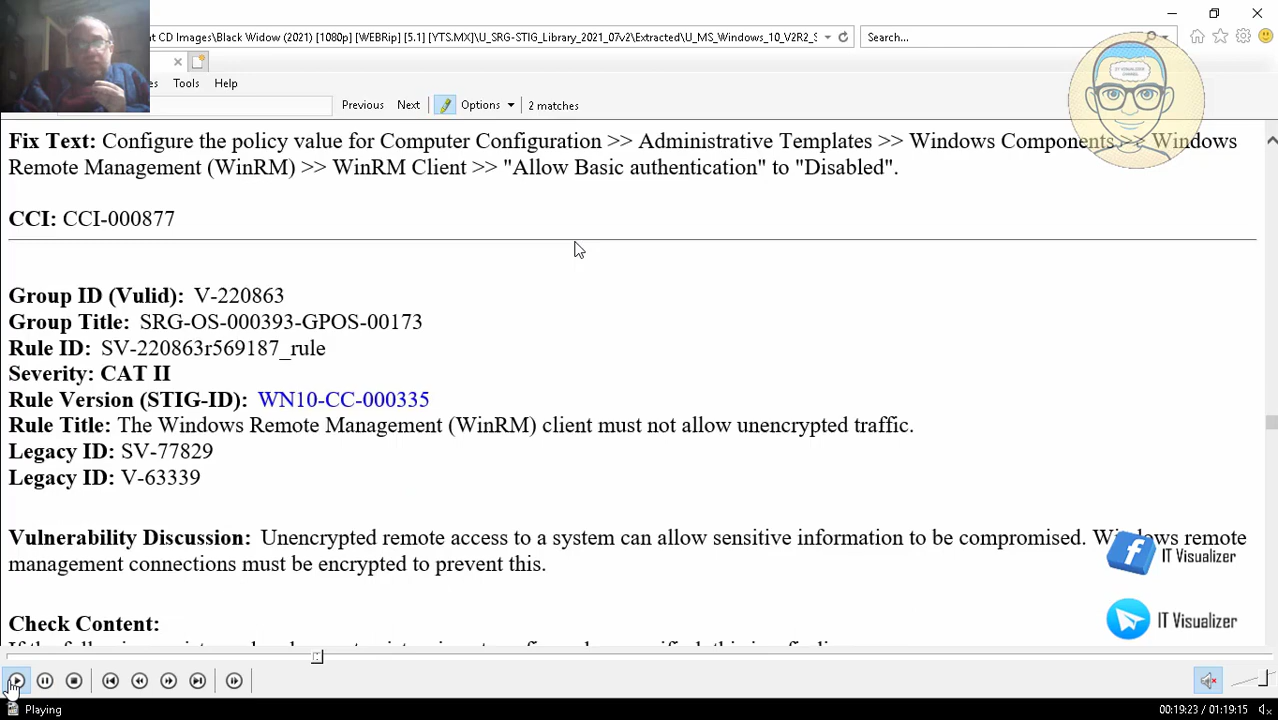 nt CD Images\Black Widow (2021) [1080p] [WEBRip] [5.1] [YTS.MX]\U_SRG-STIG_Library_2021_07v2\Extracted\U_MS_Windows_10_V2R2_S
Search...
IT VISUALIZER
CHANNEL
es Tools Help
Previous Next Options 2 matches
Fix Text: Configure the policy value for Computer Configuration >> Administrative Templates >> Windows Components >> Windows
Remote Management (WinRM) >> WinRM Client >> "Allow Basic authentication" to "Disabled".
CCI: CCI-000877
Group ID (Vulid): V-220863
Group Title: SRG-OS-000393-GPOS-00173
Rule ID: SV-220863r569187_rule
Severity: CAT II
Rule Version (STIG-ID): WN10-CC-000335
Rule Title: The Windows Remote Management (WinRM) client must not allow unencrypted traffic.
Legacy ID: SV-77829
Legacy ID: V-63339
Vulnerability Discussion: Unencrypted remote access to a system can allow sensitive information to be compromised. Windows remote
management connections must be encrypted to prevent this.
IT Visualizer
Check Content:
IT Visualizer
Playing
00:19:23 / 01:19:15